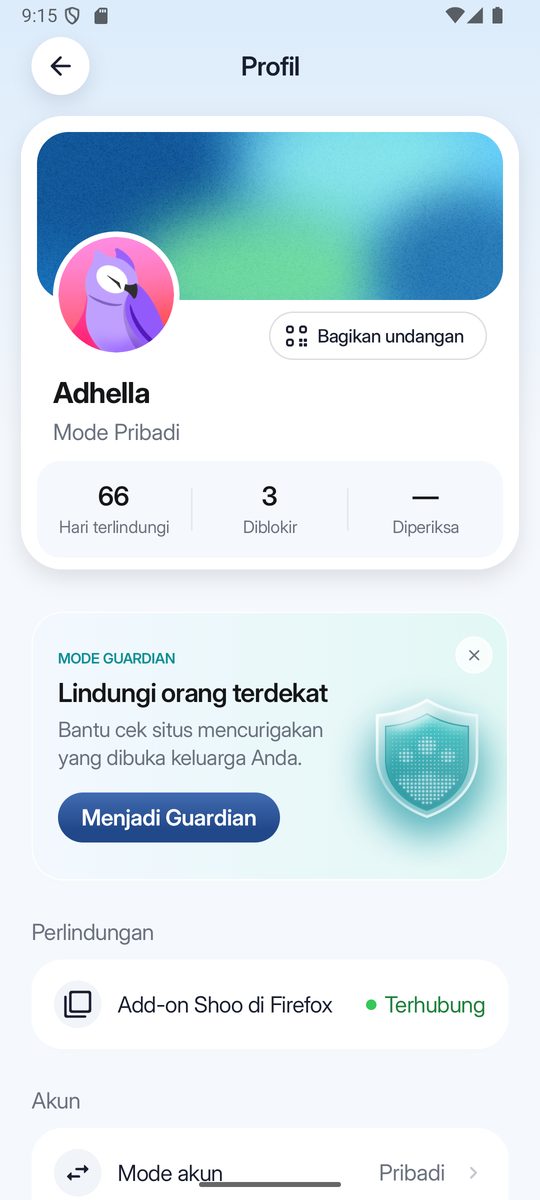 9:15
Profil
Bagikan undangan
Adhella
Mode Pribadi
66
Hari terlindungi
3
Diblokir
—
Diperiksa
MODE GUARDIAN
Lindungi orang terdekat
Bantu cek situs mencurigakan
yang dibuka keluarga Anda.
Menjadi Guardian
Perlindungan
Add-on Shoo di Firefox
Terhubung
Akun
Mode akun
Pribadi